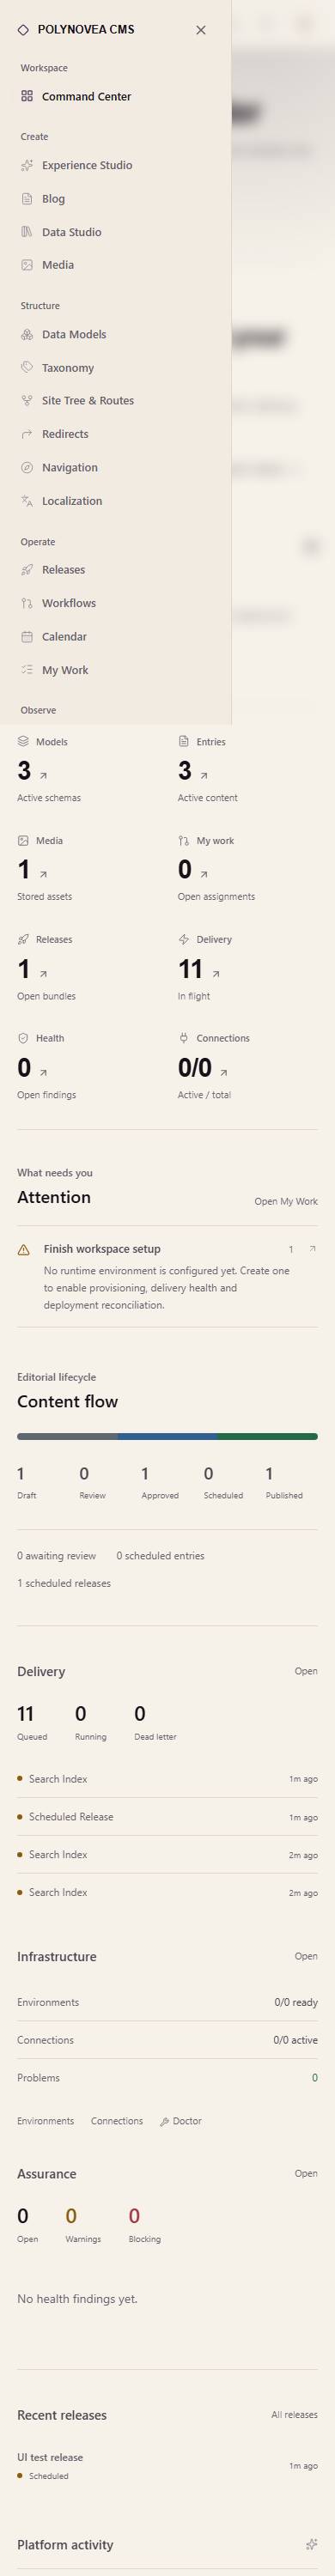 POLYNOVEA CMS
Workspace
Command Center
Create
Experience Studio
Blog
Data Studio
Media
Structure
Data Models
Taxonomy
Site Tree & Routes
Redirects
Navigation
Localization
Operate
Releases
Workflows
Calendar
My Work
Observe
Models
3
Active schemas
Entries
3
Active content
Media
1
Stored assets
My work
0
Open assignments
Releases
1
Open bundles
Delivery
11
In flight
Health
0
Open findings
Connections
0/0
Active / total
What needs you
Attention
Open My Work
Finish workspace setup
1
No runtime environment is configured yet. Create one
to enable provisioning, delivery health and
deployment reconciliation.
Editorial lifecycle
Content flow
1 0 1 0 1
Draft Review Approved Scheduled Published
0 awaiting review 0 scheduled entries
1 scheduled releases
Delivery Open
11 0 0
Queued Running Dead letter
Search Index 1m ago
Scheduled Release 1m ago
Search Index 2m ago
Search Index 2m ago
Infrastructure Open
Environments 0/0 ready
Connections 0/0 active
Problems 0
Environments Connections Doctor
Assurance Open
0 0 0
Open Warnings Blocking
No health findings yet.
Recent releases All releases
UI test release 1m ago
Scheduled
Platform activity